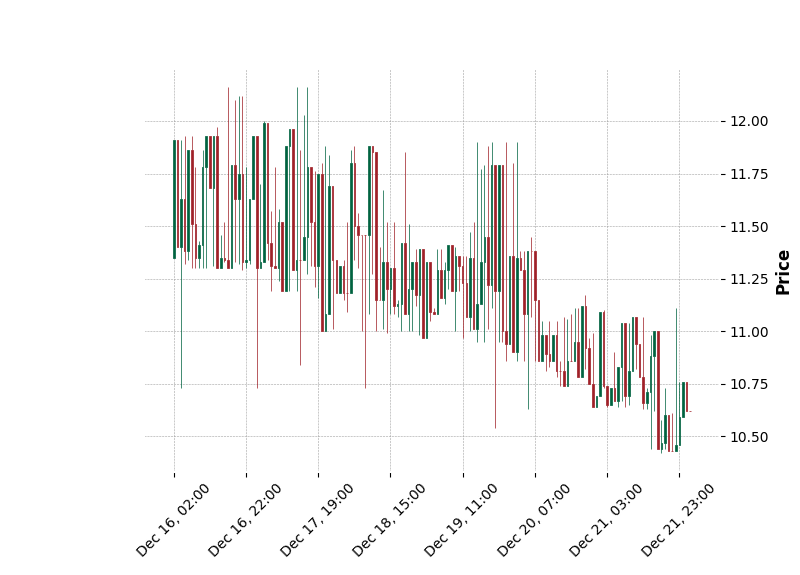 12.00
11.75
11.50
11.25
11.00
10.75
10.50
Price
Dec 16, 02:00
Dec 16, 22:00
Dec 17, 19:00
Dec 18, 15:00
Dec 19, 11:00
Dec 20, 07:00
Dec 21, 03:00
Dec 21, 23:00